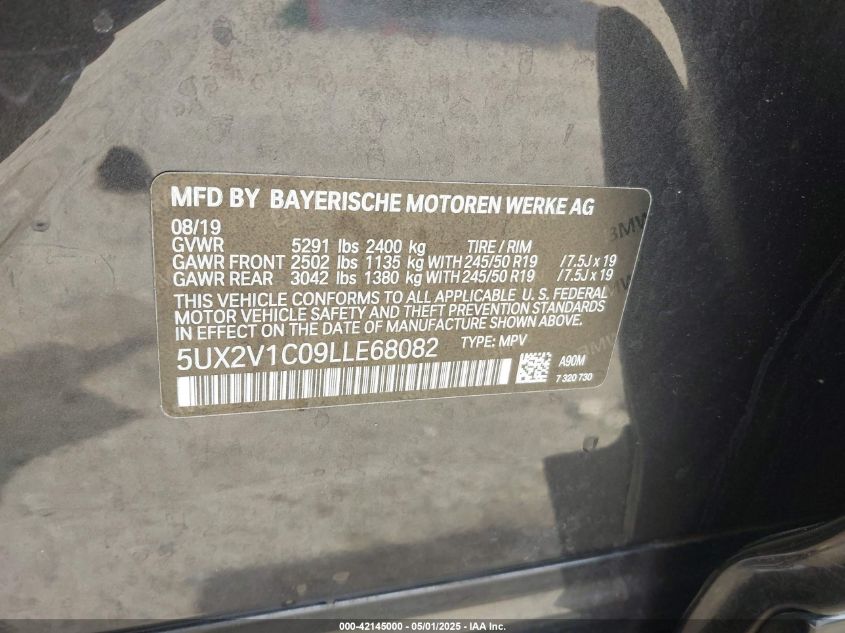 MFD BY BAYERISCHE MOTOREN WERKE AG
08/19
GVWR 5291 lbs 2400 kg TIRE / RIM
GAWR FRONT 2502 lbs 1135 kg WITH 245/50 R19 / 7.5J x 19
GAWR REAR 3042 lbs 1380 kg WITH 245/50 R19 / 7.5J x 19
THIS VEHICLE CONFORMS TO ALL APPLICABLE U. S. FEDERAL
MOTOR VEHICLE SAFETY AND THEFT PREVENTION STANDARDS
IN EFFECT ON THE DATE OF MANUFACTURE SHOWN ABOVE.
5UX2V1C09LLE68082 TYPE: MPV
A90M
7 320 730
000-42145000 - 05/01/2025 - IAA Inc.